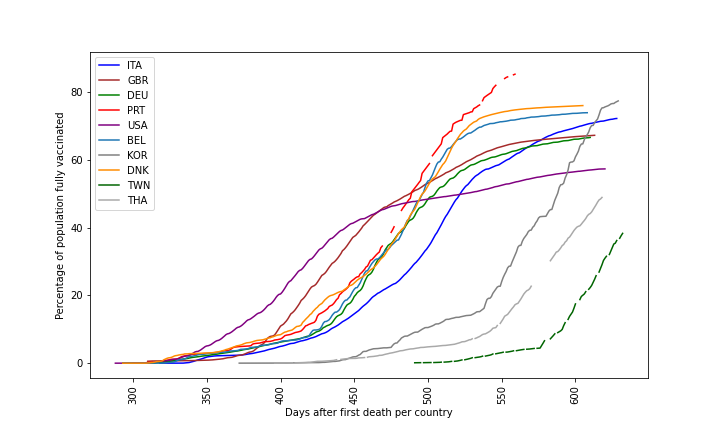 ITA
GBR
DEU
PRT
USA
BEL
KOR
DNK
TWN
THA
Percentage of population fully vaccinated
80
60
40
20
0
300
350
400
450
500
550
600
Days after first death per country